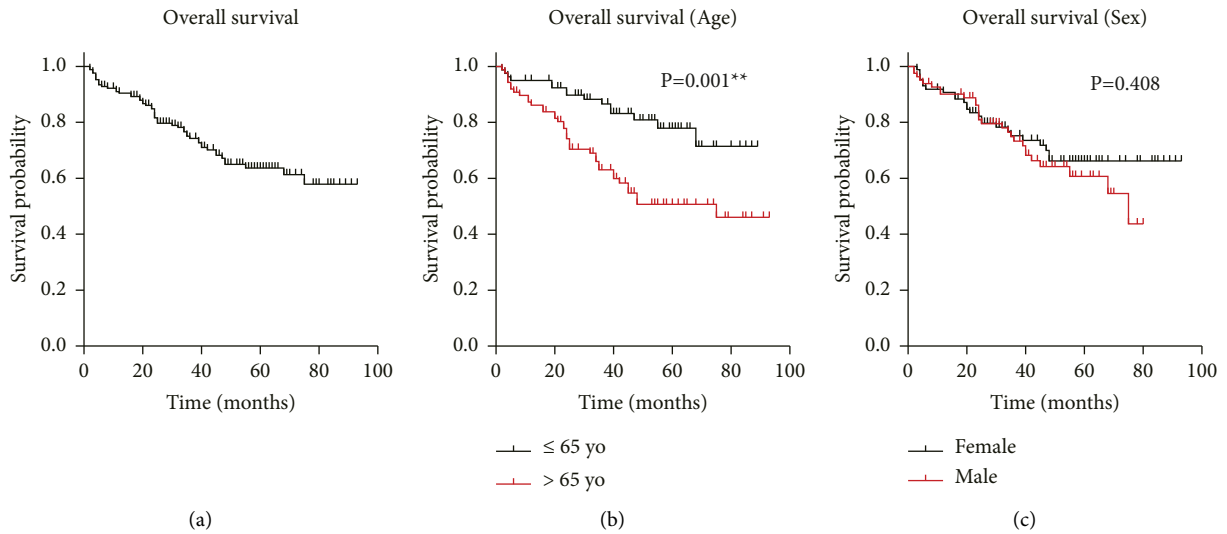 Overall survival
1.0
0.8
0.6
0.4
0.2
0.0
Survival probability
0 20 40 60 80 100
Time (months)
(a)
Overall survival (Age)
P=0.001**
1.0
0.8
0.6
0.4
0.2
0.0
Survival probability
0 20 40 60 80 100
Time (months)
≤ 65 yo
> 65 yo
(b)
Overall survival (Sex)
P=0.408
1.0
0.8
0.6
0.4
0.2
0.0
Survival probability
0 20 40 60 80 100
Time (months)
Female
Male
(c)